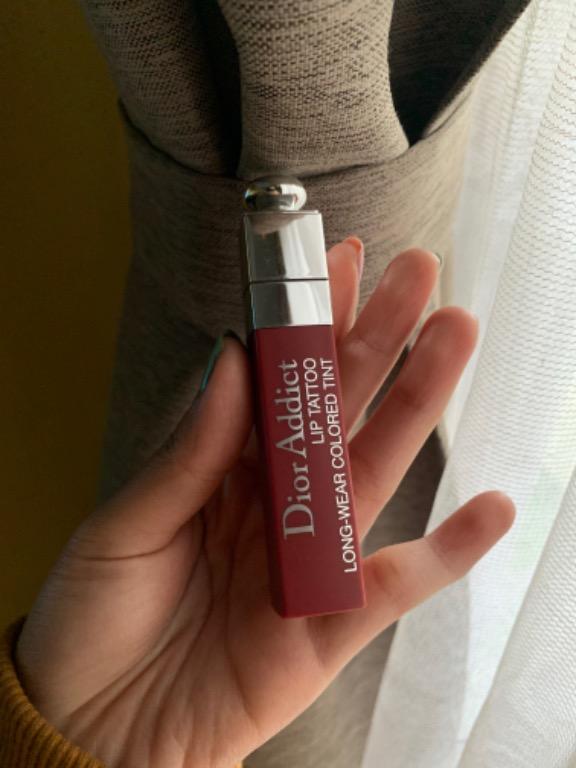 Dior Addict
LIP TATTOO
LONG-WEAR COLORED TINT